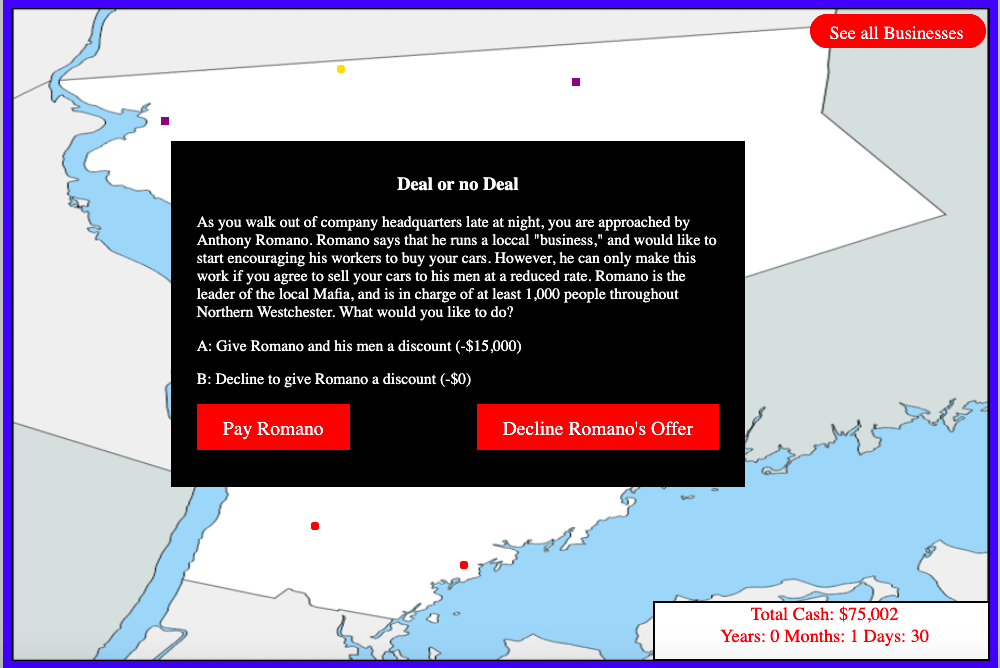 See all Businesses
Deal or no Deal
As you walk out of company headquarters late at night, you are approached by
Anthony Romano. Romano says that he runs a loccal "business," and would like to
start encouraging his workers to buy your cars. However, he can only make this
work if you agree to sell your cars to his men at a reduced rate. Romano is the
leader of the local Mafia, and is in charge of at least 1,000 people throughout
Northern Westchester. What would you like to do?
A: Give Romano and his men a discount (-$15,000)
B: Decline to give Romano a discount (-$0)
Pay Romano
Decline Romano's Offer
Total Cash: $75,002
Years: 0 Months: 1 Days: 30